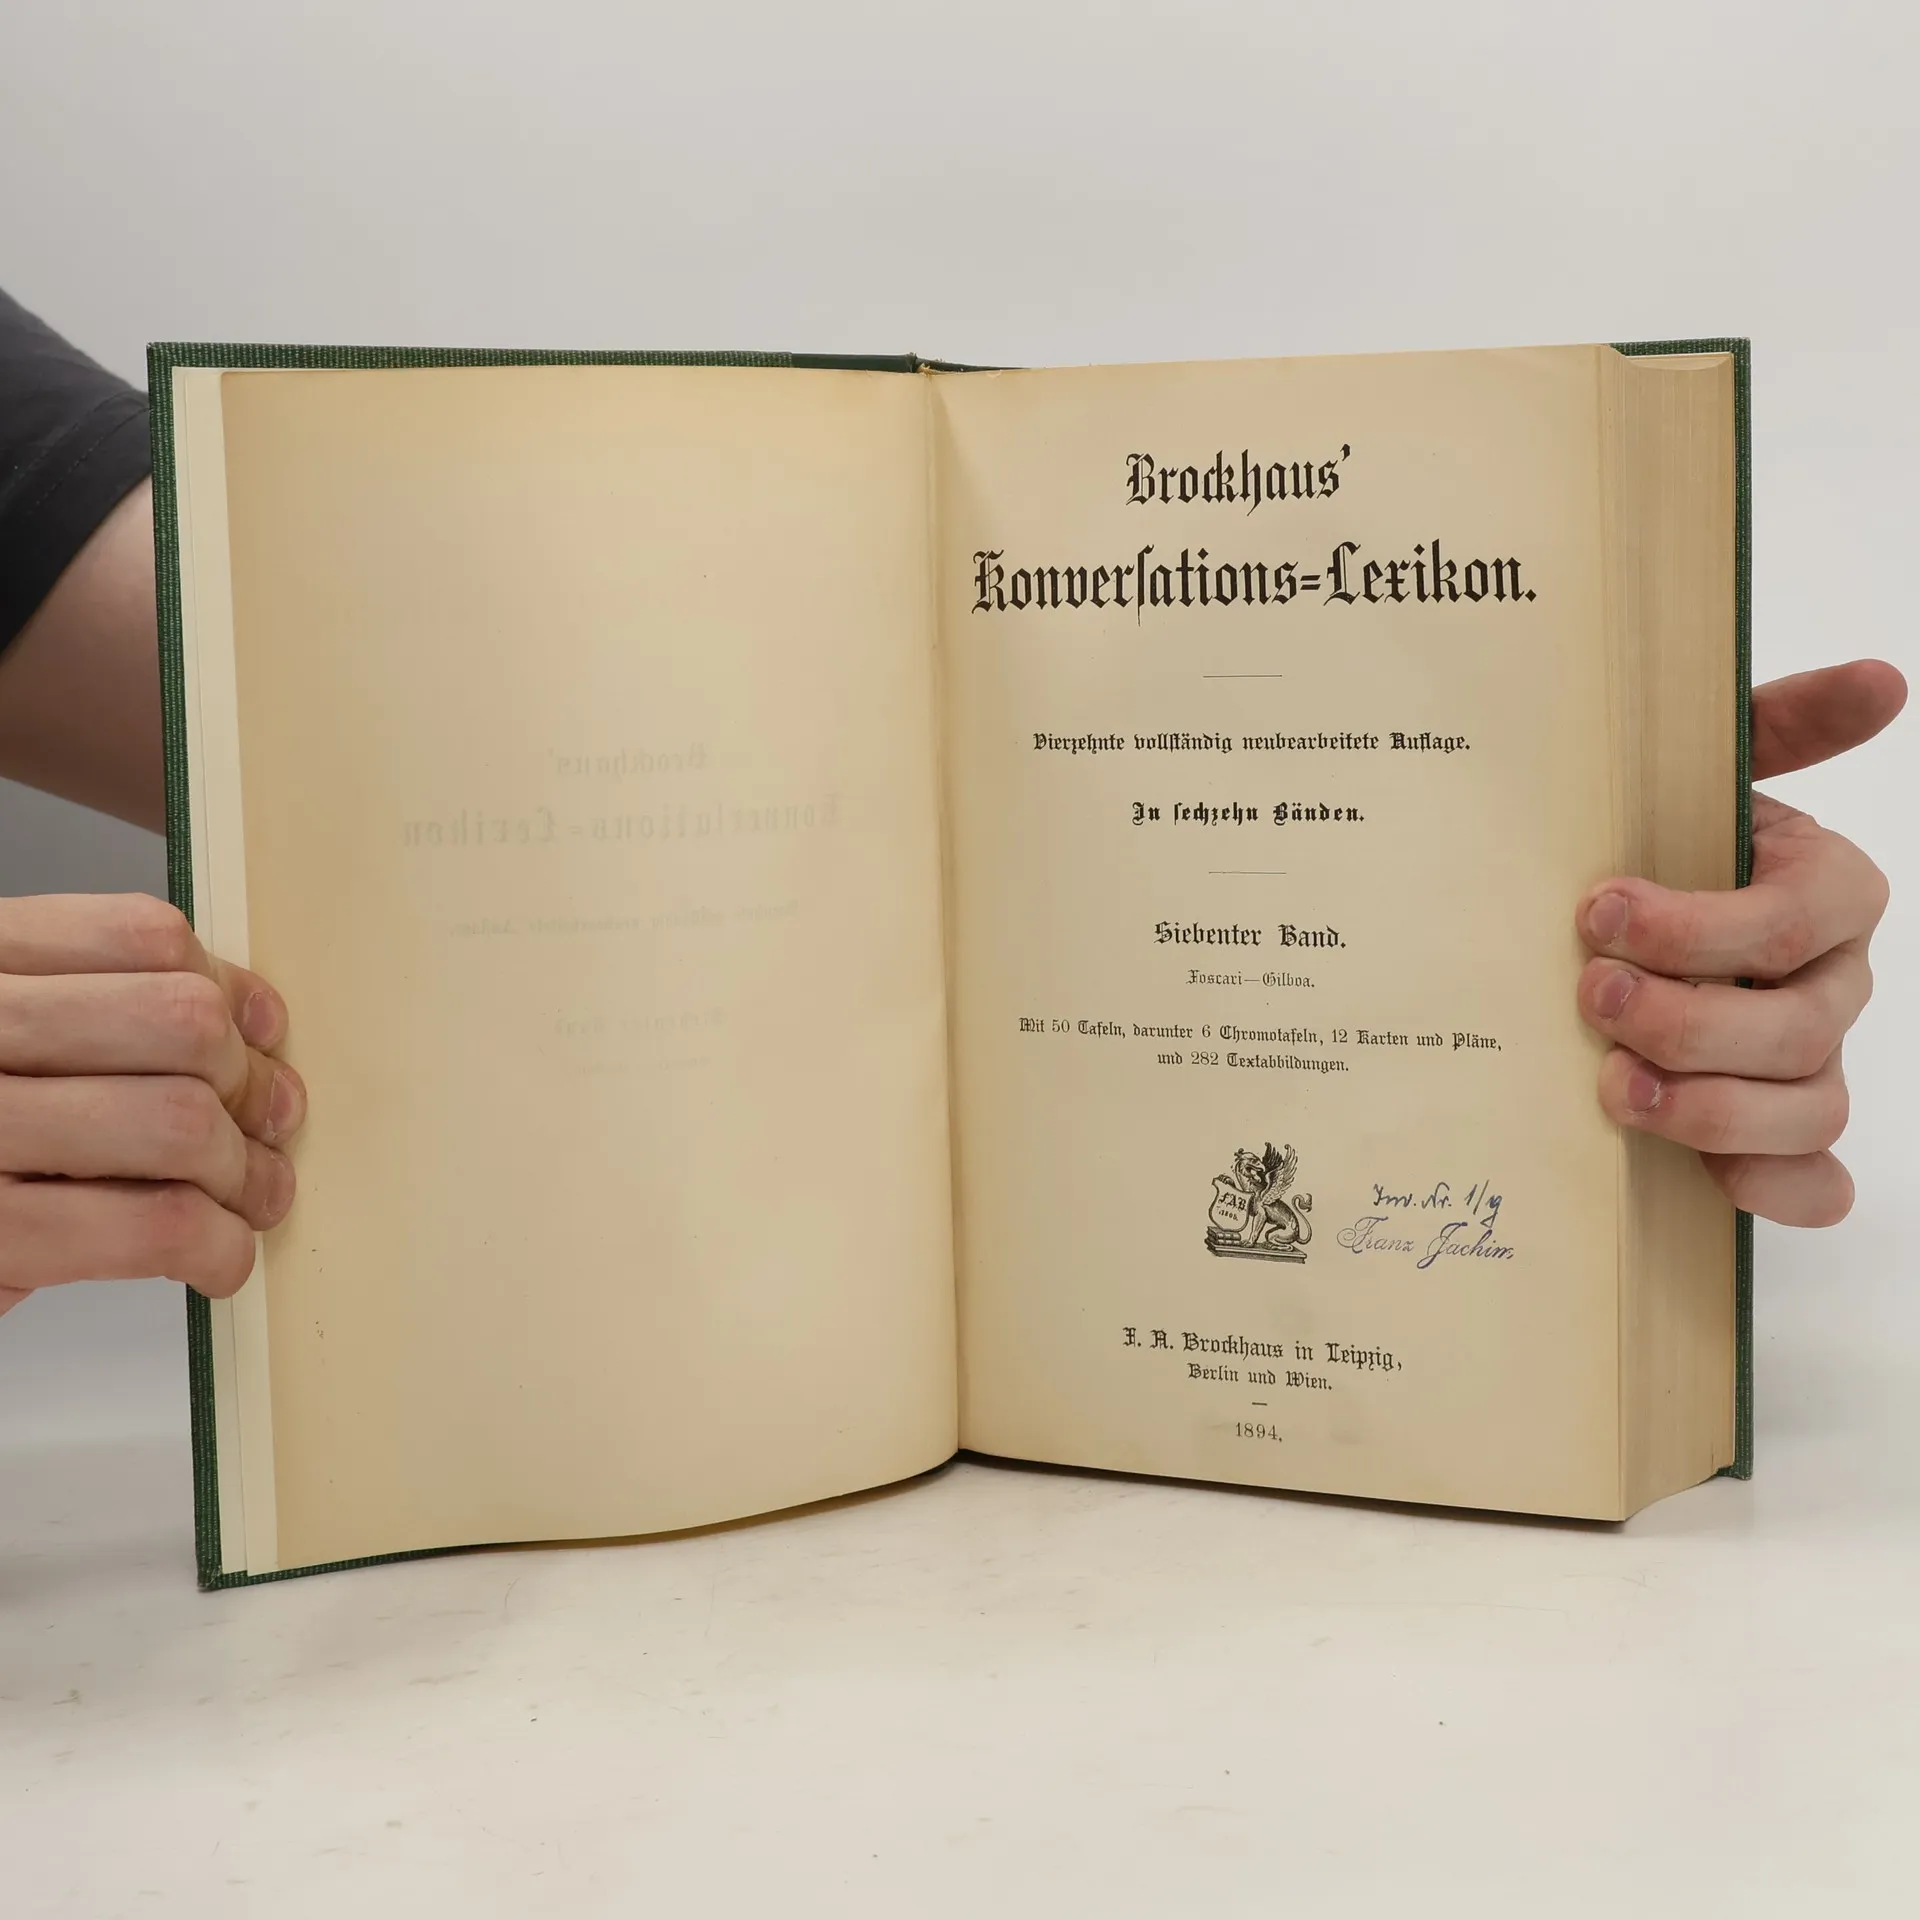 Brockhaus'
Konverſations=Lexikon.
Vierzehnte vollſtändig neubearbeitete Auflage.
In ſechzehn Bänden.
Siebenter Band.
Foscari—Gilboa.
Mit 50 Tafeln, darunter 6 Chromotafeln, 12 Karten und Pläne,
und 282 Textabbildungen.
F.A.B.
Inv. Nr. 1/g
Franz Jachim
F. A. Brockhaus in Leipzig,
Berlin und Wien.
1894.